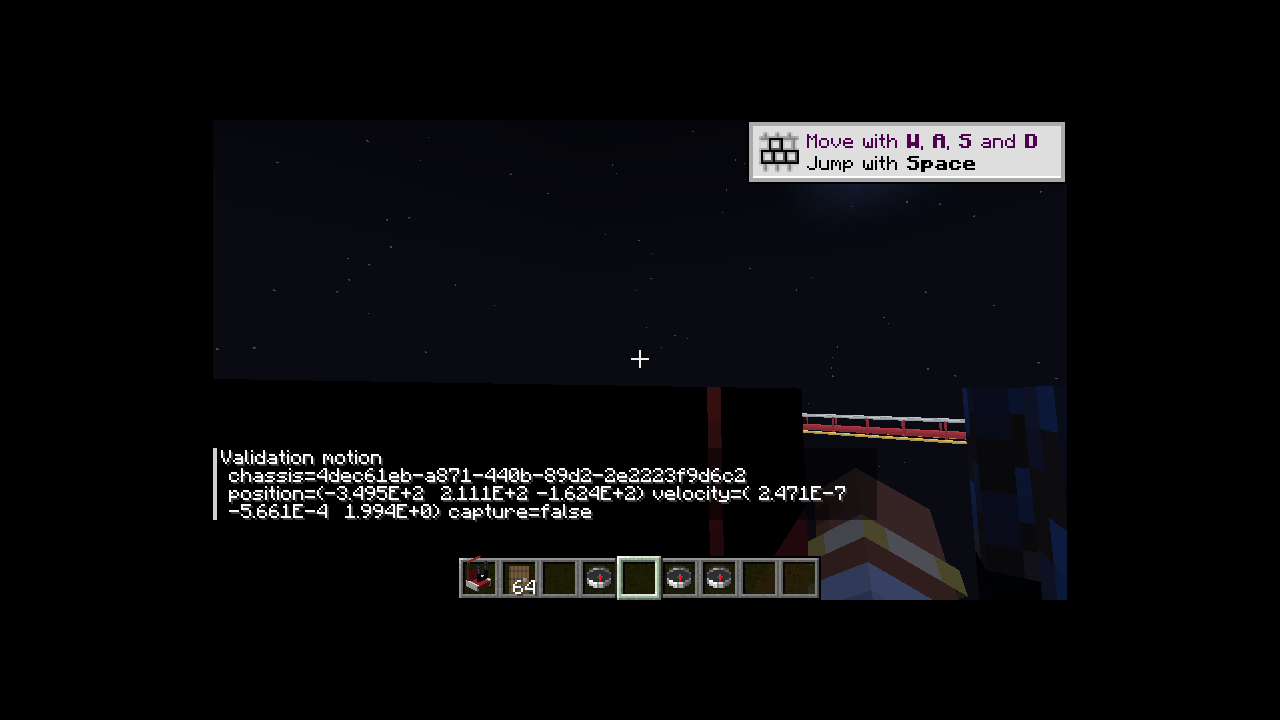 Move with W, A, S and D
Jump with Space
Validation motion
chassis=4dec61eb-a871-440b-89d2-2e2223f9d6c2
position=(-3.495E+2  2.111E+2 -1.624E+2) velocity=( 2.471E-7
-5.661E-4  1.994E+0) capture=false
64